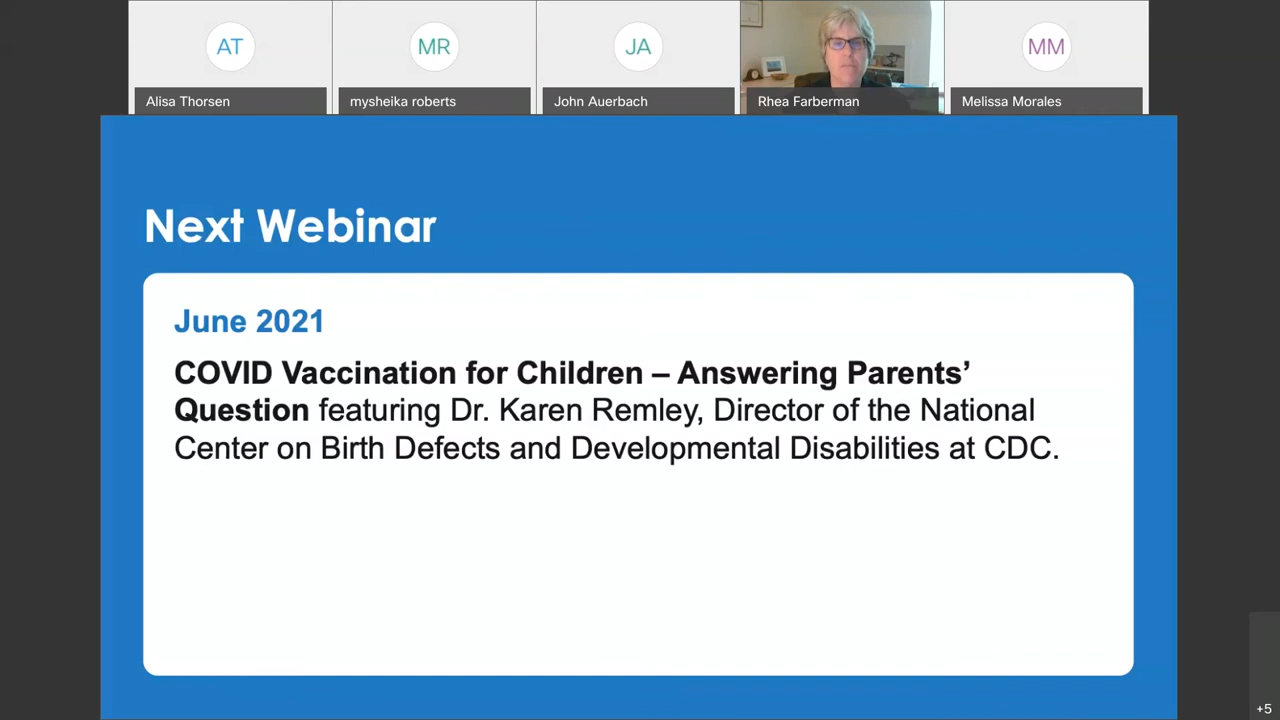 AT
MR
JA
MM
Alisa Thorsen
mysheika roberts
John Auerbach
Rhea Farberman
Melissa Morales
Next Webinar
June 2021
COVID Vaccination for Children – Answering Parents’
Question featuring Dr. Karen Remley, Director of the National
Center on Birth Defects and Developmental Disabilities at CDC.
+5